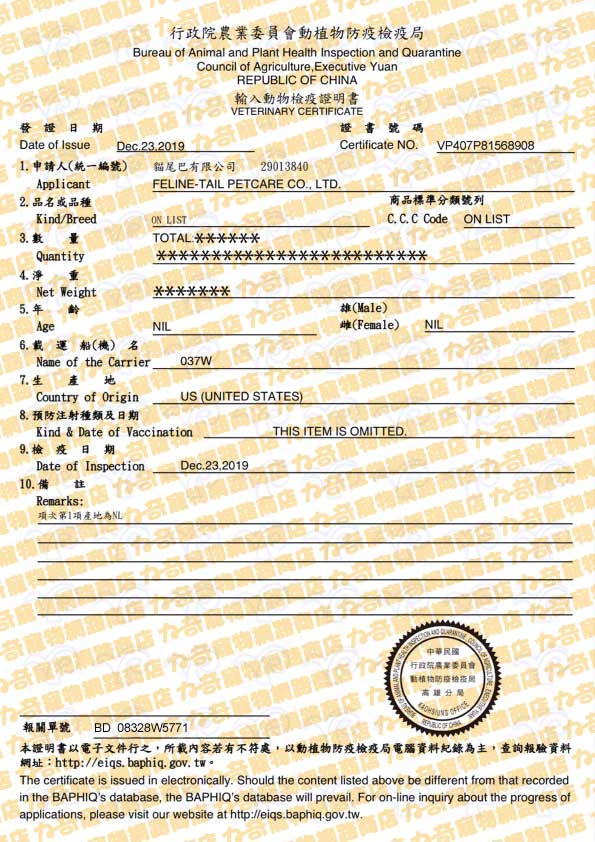 行政院農業委員會動植物防疫檢疫局
Bureau of Animal and Plant Health Inspection and Quarantine
Council of Agriculture,Executive Yuan
REPUBLIC OF CHINA
輸入動物檢疫證明書
VETERINARY CERTIFICATE
發 證 日 期 證 書 號 碼
Date of Issue Dec.23.2019 Certificate NO. VP407P81568908
1.申請人(統一編號) 貓尾巴有限公司 29013840
Applicant FELINE-TAIL PETCARE CO., LTD.
2.品名或品種 商品標準分類號列
Kind/Breed ON LIST C.C.C Code ON LIST
3.數 量 TOTAL:******
Quantity ************************
4.淨 重
Net Weight *******
5.年 齡 雄(Male)
Age NIL 雌(Female) NIL
6.載 運 船(機) 名
Name of the Carrier 037W
7.生 產 地
Country of Origin US (UNITED STATES)
8.預防注射種類及日期
Kind & Date of Vaccination THIS ITEM IS OMITTED.
9.檢 疫 日 期
Date of Inspection Dec.23,2019
10.備 註
Remarks:
項次第1項產地為NL
BUREAU OF ANIMAL AND PLANT HEALTH INSPECTION AND QUARANTINE, COUNCIL OF AGRICULTURE, EXECUTIVE YUAN
中華民國
行政院農業委員會
動植物防疫檢疫局
高雄分局
KAOHSIUNG OFFICE
REPUBLIC OF CHINA
報關單號 BD 08328W5771
本證明書以電子文件行之，所載內容若有不符處，以動植物防疫檢疫局電腦資料紀錄為主，查詢報驗資料
網址：http://eiqs.baphiq.gov.tw。
The certificate is issued in electronically. Should the content listed above be different from that recorded
in the BAPHIQ's database, the BAPHIQ's database will prevail. For on-line inquiry about the progress of
applications, please visit our website at http://eiqs.baphiq.gov.tw.